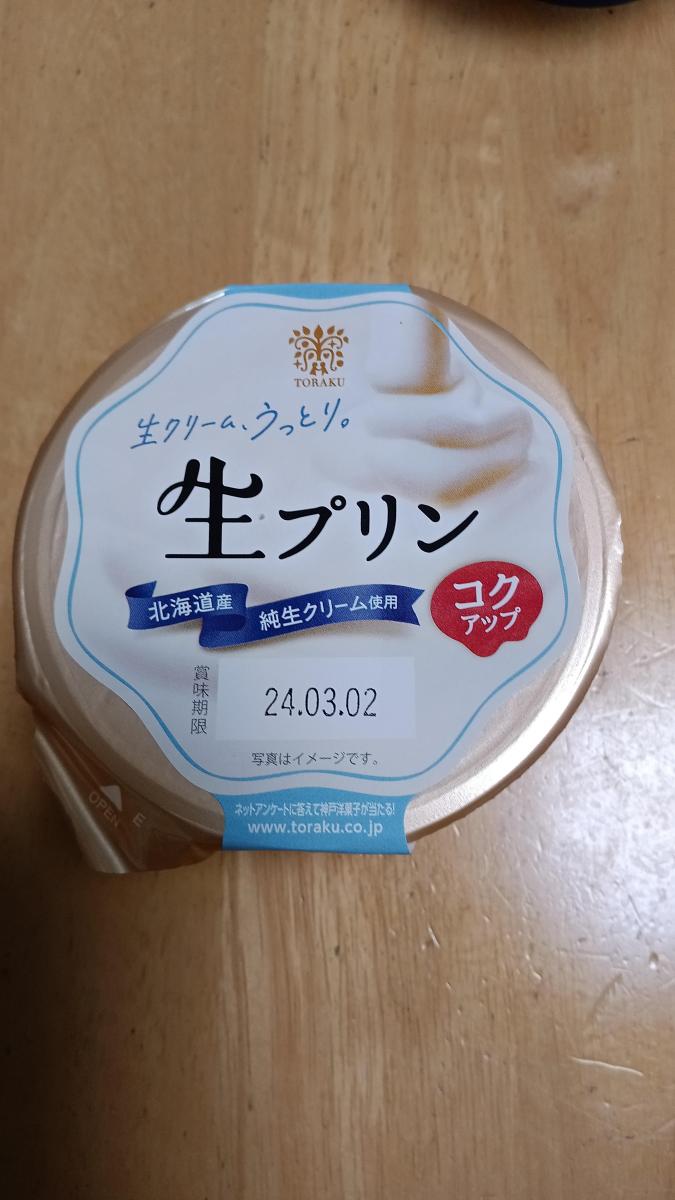 TORAKU
生クリーム、うっとり。
生プリン
北海道産 純生クリーム使用
コク
アップ
賞味期限
24.03.02
写真はイメージです。
ネットアンケートに答えて神戸洋菓子が当たる!
www.toraku.co.jp
OPEN
E